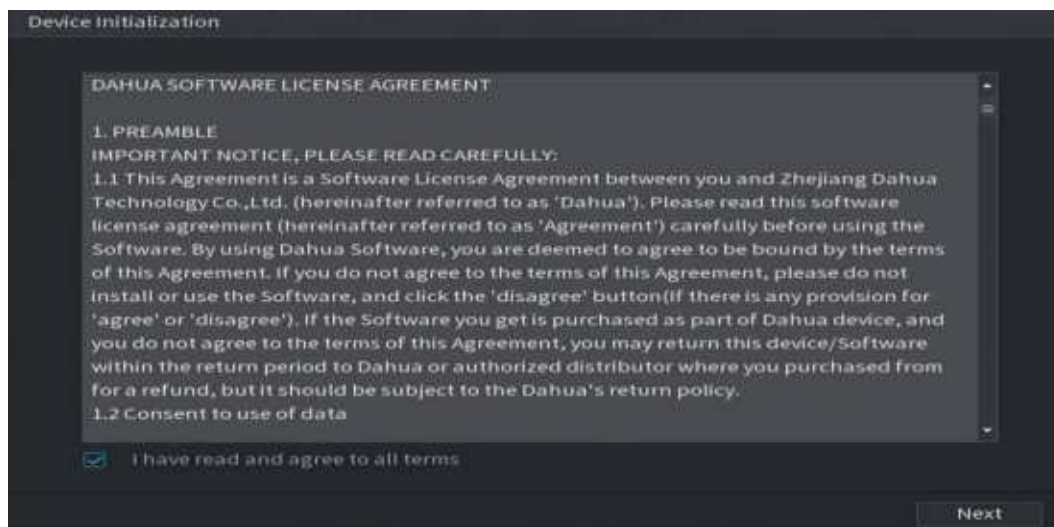 Device Initialization
DAHUA SOFTWARE LICENSE AGREEMENT
1. PREAMBLE
IMPORTANT NOTICE, PLEASE READ CAREFULLY:
1.1 This Agreement is a Software License Agreement between you and Zhejiang Dahua
Technology Co.,Ltd. (hereinafter referred to as 'Dahua'). Please read this software
license agreement (hereinafter referred to as 'Agreement') carefully before using the
Software. By using Dahua Software, you are deemed to agree to be bound by the terms
of this Agreement. If you do not agree to the terms of this Agreement, please do not
install or use the Software, and click the 'disagree' button(If there is any provision for
'agree' or 'disagree'). If the Software you get is purchased as part of Dahua device, and
you do not agree to the terms of this Agreement, you may return this device/Software
within the return period to Dahua or authorized distributor where you purchased from
for a refund, but it should be subject to the Dahua's return policy.
1.2 Consent to use of data
I have read and agree to all terms
Next